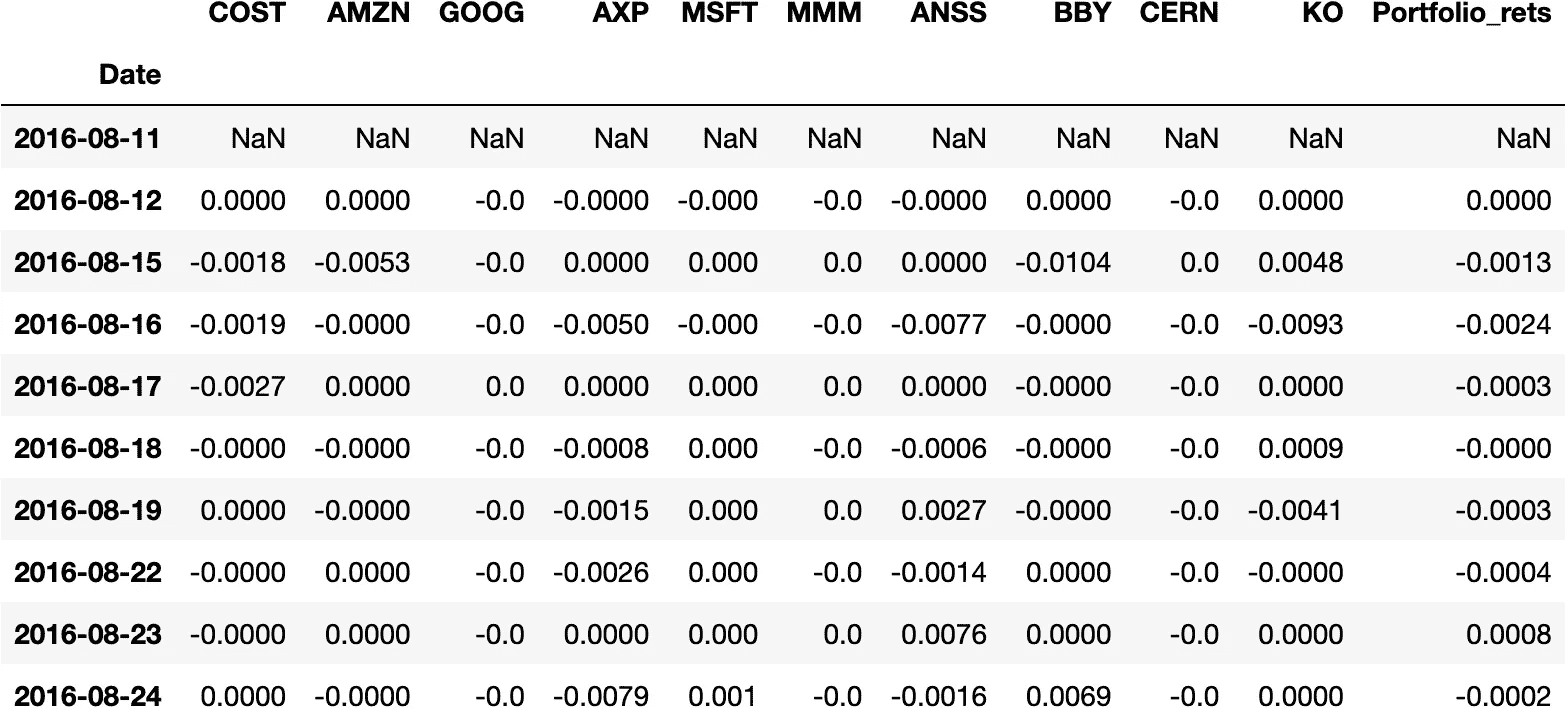 COST AMZN GOOG AXP MSFT MMM ANSS BBY CERN KO Portfolio_rets
Date
2016-08-11 NaN NaN NaN NaN NaN NaN NaN NaN NaN NaN NaN
2016-08-12 0.0000 0.0000 -0.0 -0.0000 -0.000 -0.0 -0.0000 0.0000 -0.0 0.0000 0.0000
2016-08-15 -0.0018 -0.0053 -0.0 0.0000 0.000 0.0 0.0000 -0.0104 0.0 0.0048 -0.0013
2016-08-16 -0.0019 -0.0000 -0.0 -0.0050 -0.000 -0.0 -0.0077 -0.0000 -0.0 -0.0093 -0.0024
2016-08-17 -0.0027 0.0000 0.0 0.0000 0.000 0.0 0.0000 -0.0000 -0.0 0.0000 -0.0003
2016-08-18 -0.0000 -0.0000 -0.0 -0.0008 0.000 -0.0 -0.0006 -0.0000 -0.0 0.0009 -0.0000
2016-08-19 0.0000 -0.0000 -0.0 -0.0015 0.000 0.0 0.0027 -0.0000 -0.0 -0.0041 -0.0003
2016-08-22 -0.0000 0.0000 -0.0 -0.0026 0.000 -0.0 -0.0014 0.0000 -0.0 -0.0000 -0.0004
2016-08-23 -0.0000 0.0000 -0.0 0.0000 0.000 0.0 0.0076 0.0000 -0.0 0.0000 0.0008
2016-08-24 0.0000 -0.0000 -0.0 -0.0079 0.001 -0.0 -0.0016 0.0069 -0.0 0.0000 -0.0002